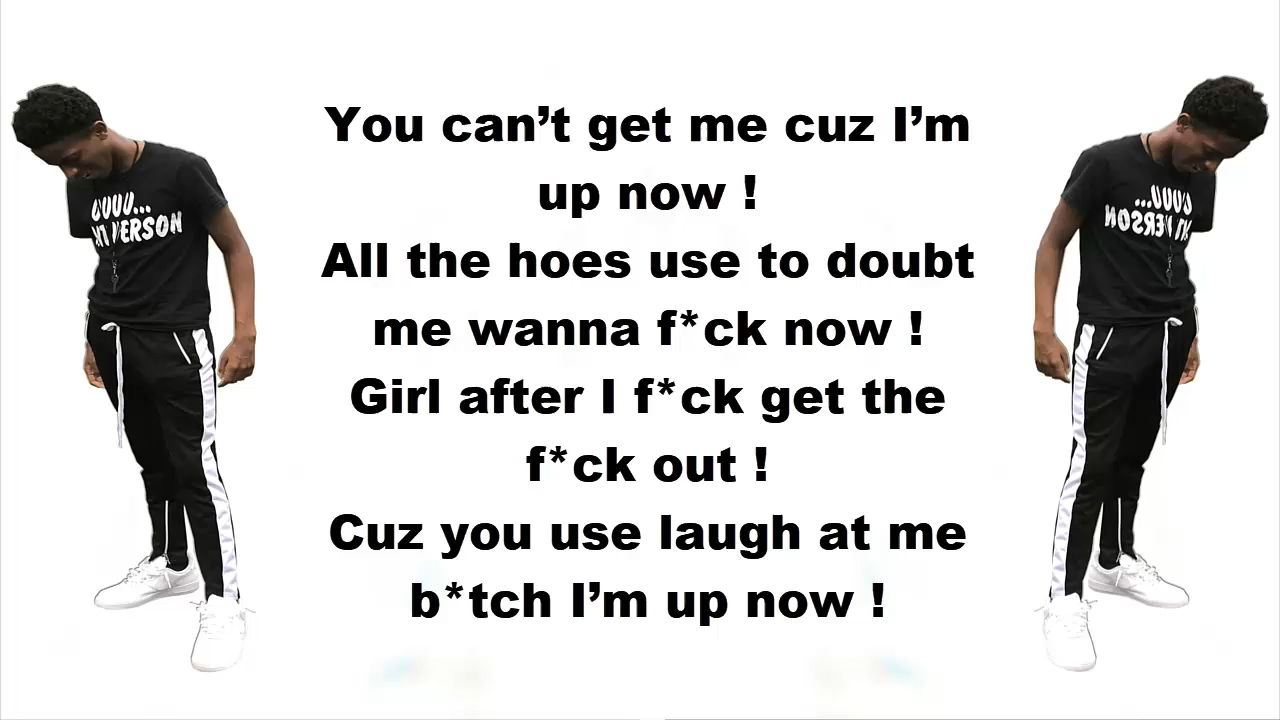 You can’t get me cuz I’m
up now !
All the hoes use to doubt
me wanna f*ck now !
Girl after I f*ck get the
f*ck out !
Cuz you use laugh at me
b*tch I’m up now !